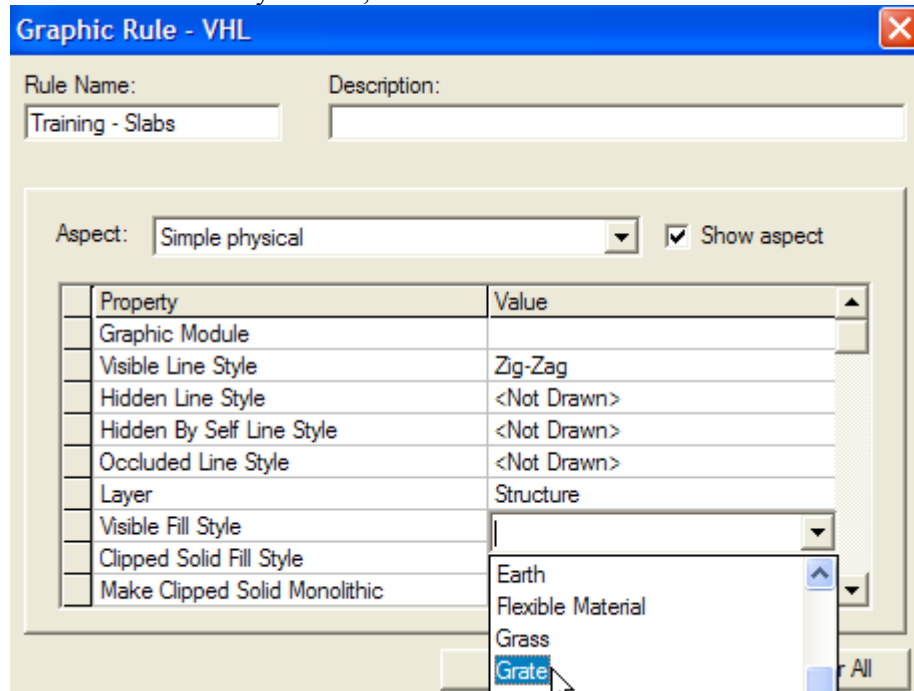 Graphic Rule - VHL
Rule Name: Description:
Training - Slabs
Aspect: Simple physical Show aspect
Property Value
Graphic Module
Visible Line Style Zig-Zag
Hidden Line Style <Not Drawn>
Hidden By Self Line Style <Not Drawn>
Occluded Line Style <Not Drawn>
Layer Structure
Visible Fill Style
Clipped Solid Fill Style
Earth
Make Clipped Solid Monolithic
Flexible Material
Grass
Grate
All